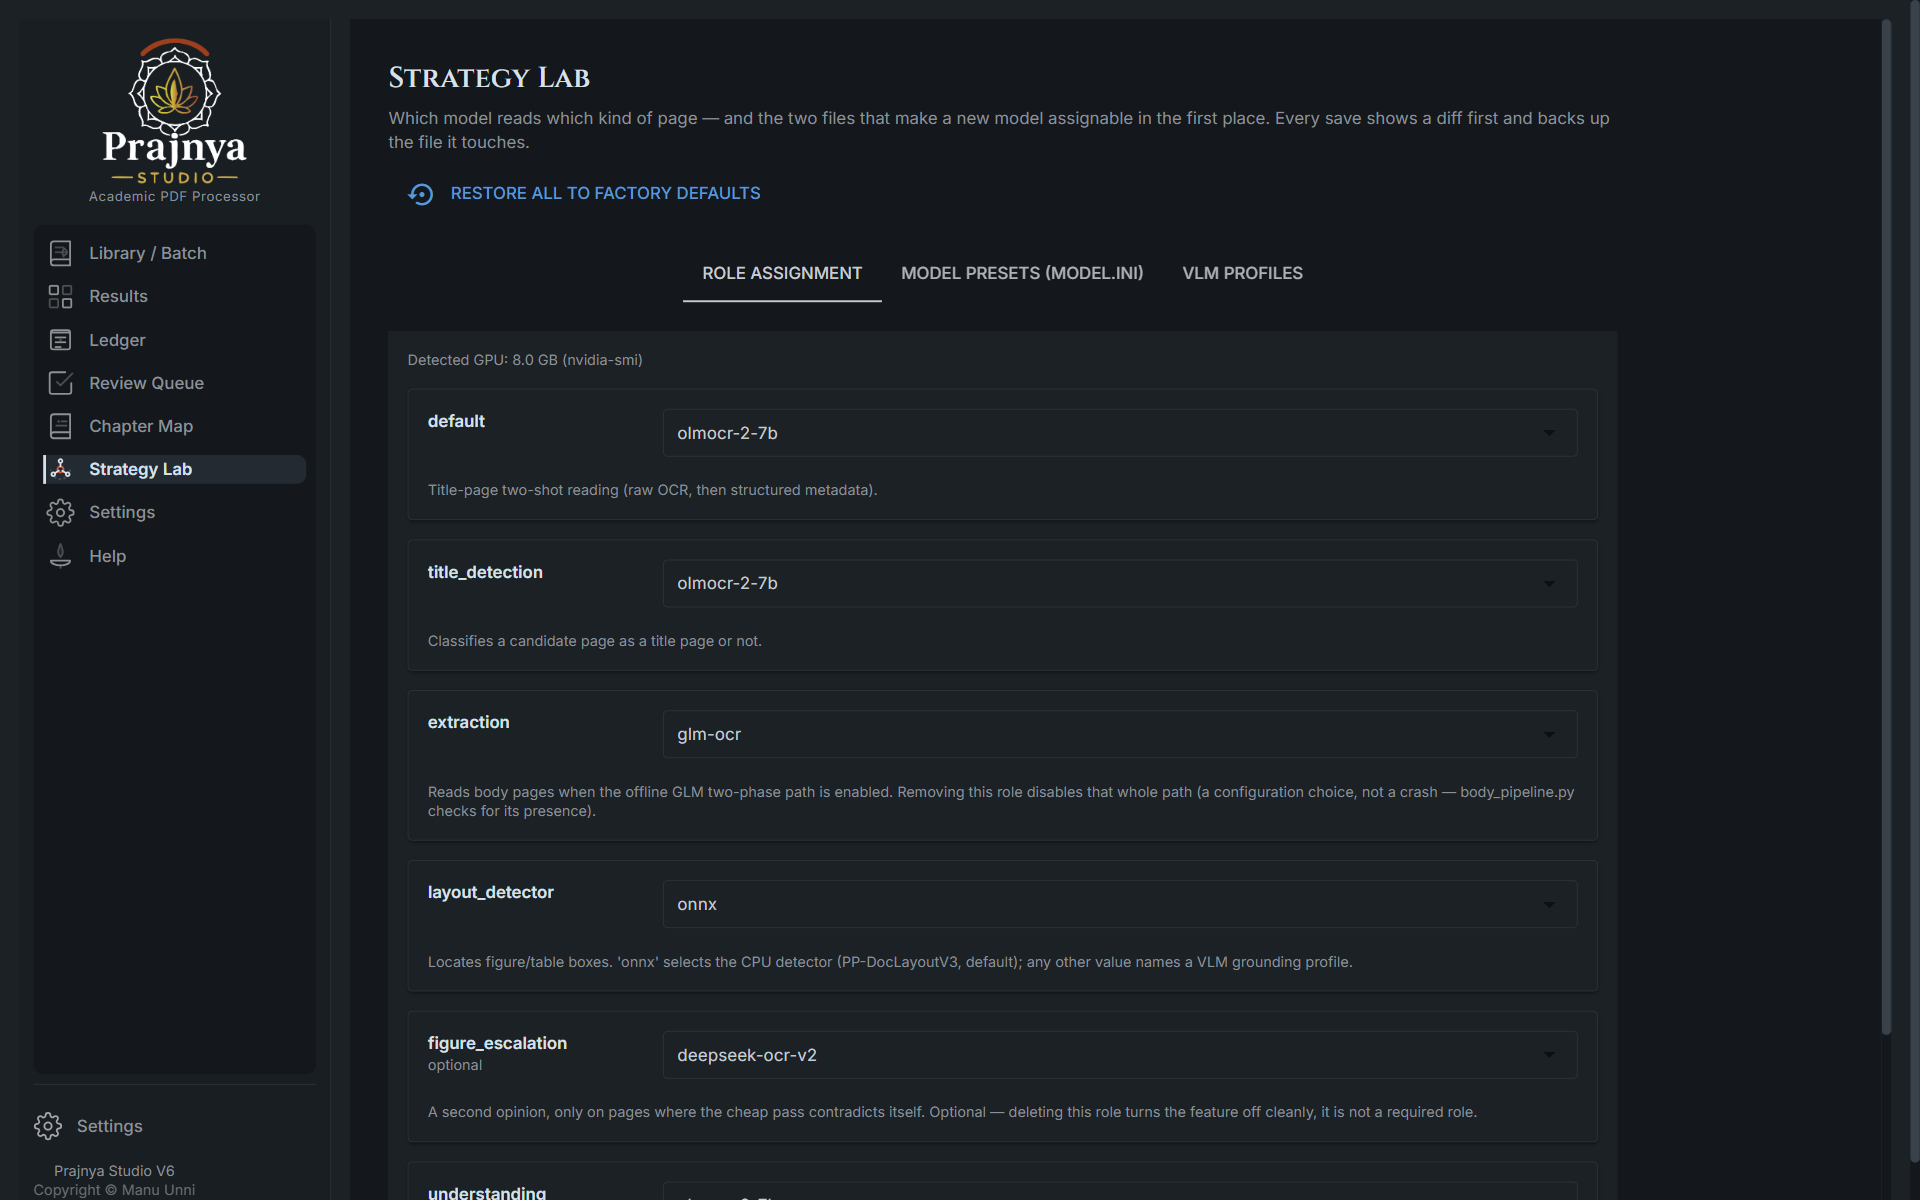 Prajnya
STUDIO
Academic PDF Processor
Library / Batch
Results
Ledger
Review Queue
Chapter Map
Strategy Lab
Settings
Help
Settings
Prajnya Studio V6
Copyright © Manu Unni
STRATEGY LAB
Which model reads which kind of page — and the two files that make a new model assignable in the first place. Every save shows a diff first and backs up
the file it touches.
RESTORE ALL TO FACTORY DEFAULTS
ROLE ASSIGNMENT
MODEL PRESETS (MODEL.INI)
VLM PROFILES
Detected GPU: 8.0 GB (nvidia-smi)
default
olmocr-2-7b
Title-page two-shot reading (raw OCR, then structured metadata).
title_detection
olmocr-2-7b
Classifies a candidate page as a title page or not.
extraction
glm-ocr
Reads body pages when the offline GLM two-phase path is enabled. Removing this role disables that whole path (a configuration choice, not a crash — body_pipeline.py
checks for its presence).
layout_detector
onnx
Locates figure/table boxes. 'onnx' selects the CPU detector (PP-DocLayoutV3, default); any other value names a VLM grounding profile.
figure_escalation
optional
deepseek-ocr-v2
A second opinion, only on pages where the cheap pass contradicts itself. Optional — deleting this role turns the feature off cleanly, it is not a required role.
understanding